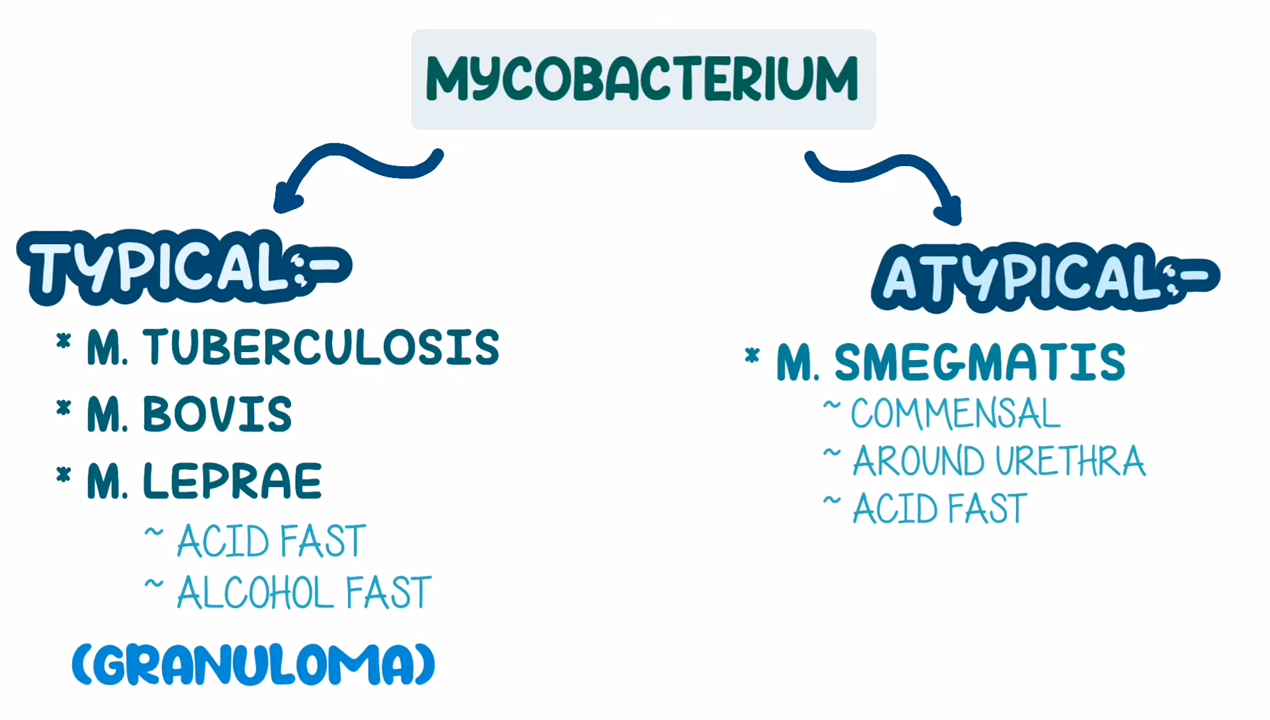 MYCOBACTERIUM
TYPICAL:-
* M. TUBERCULOSIS
* M. BOVIS
* M. LEPRAE
~ ACID FAST
~ ALCOHOL FAST
(GRANULOMA)
ATYPICAL:-
* M. SMEGMATIS
~ COMMENSAL
~ AROUND URETHRA
~ ACID FAST